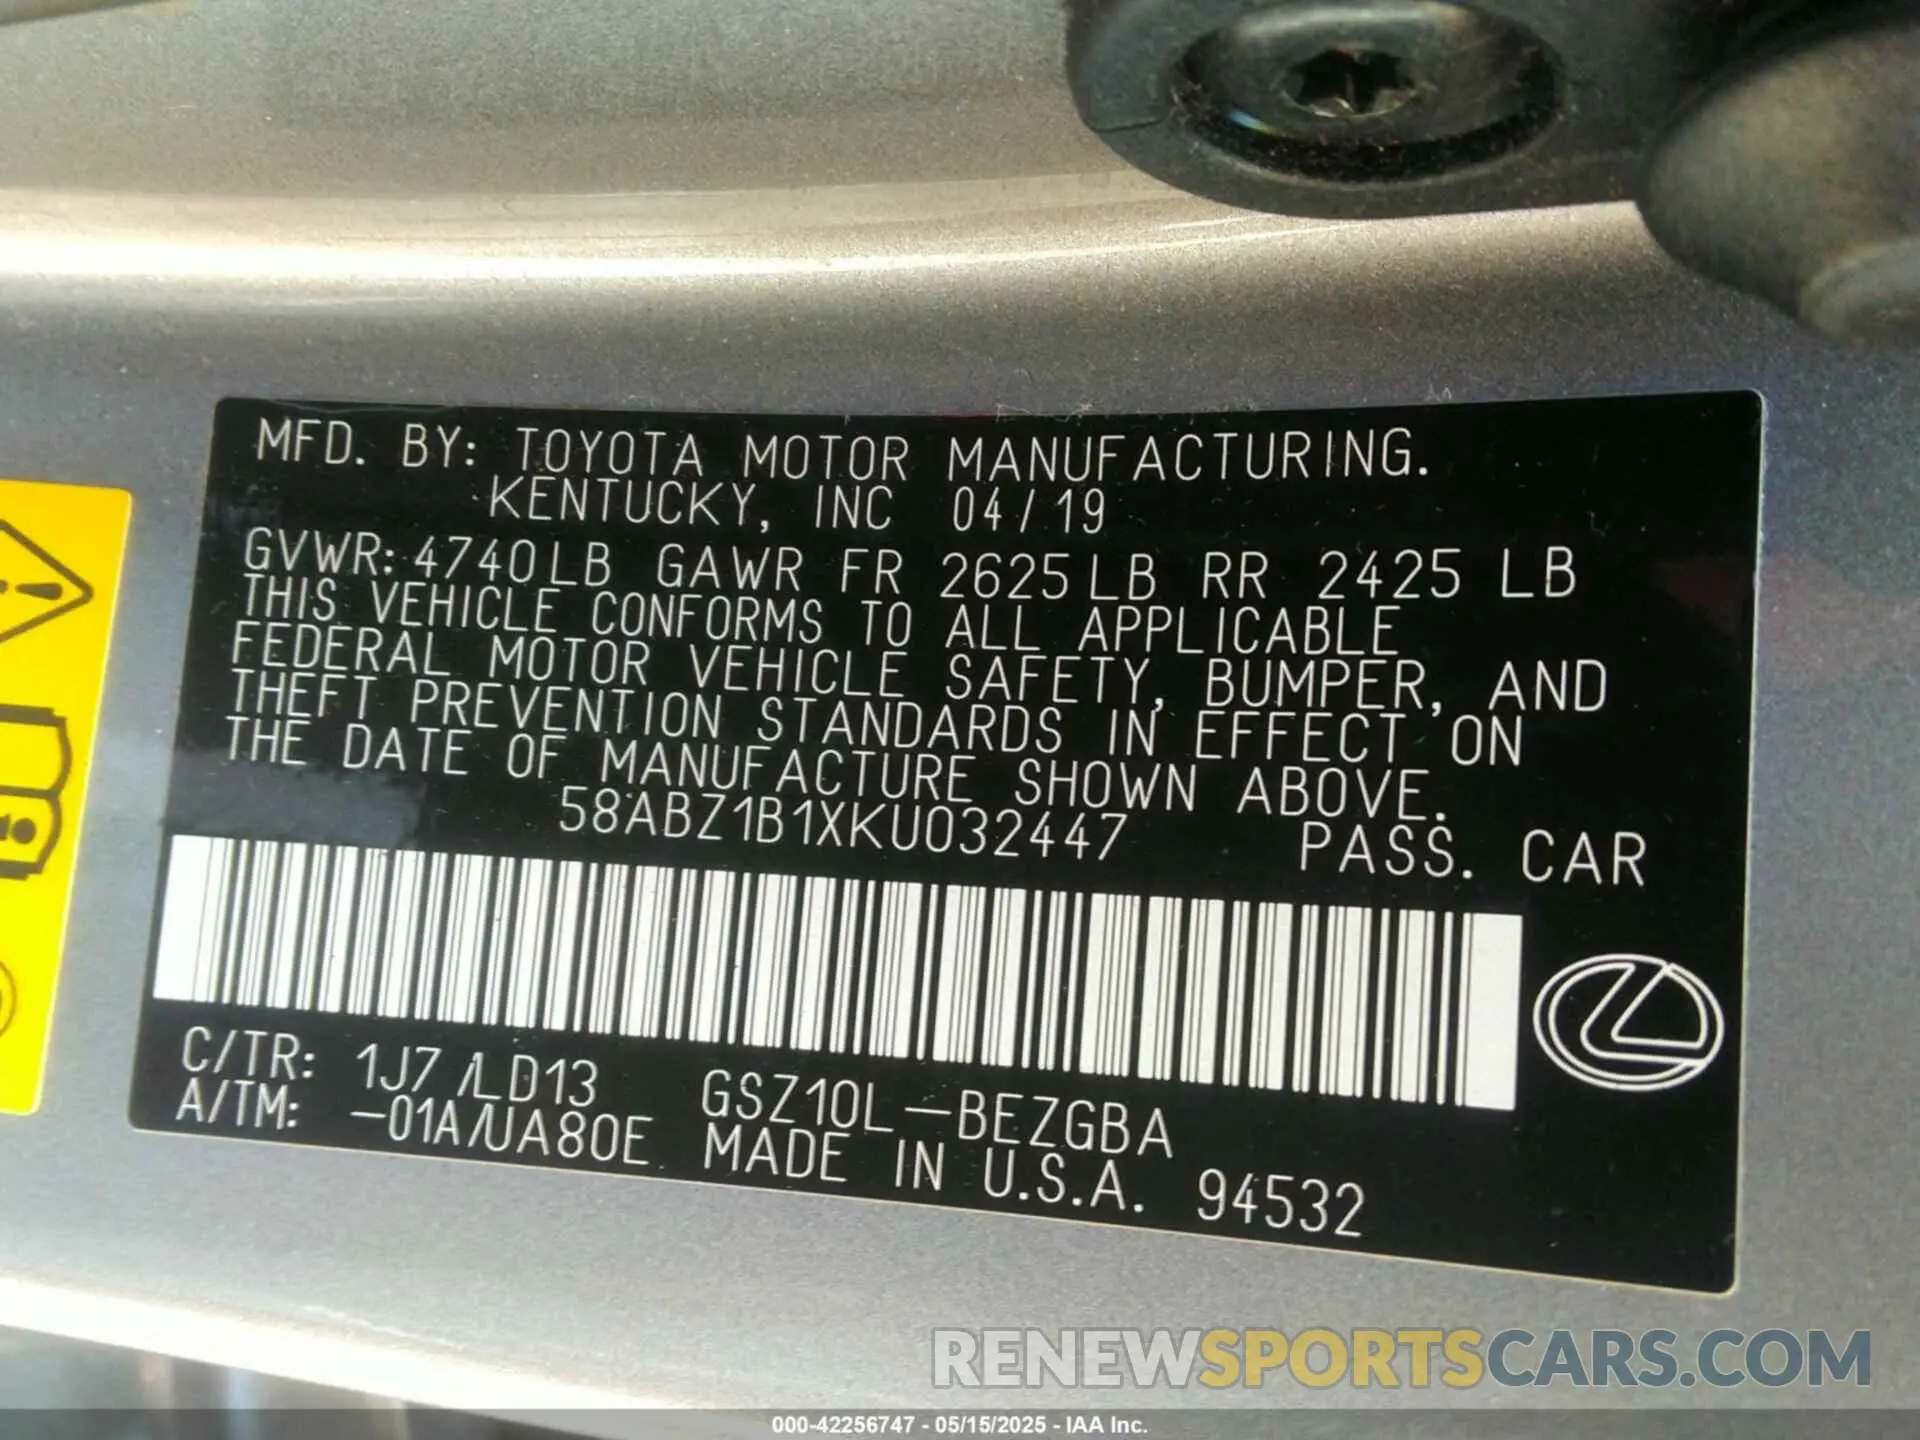 MFD. BY: TOYOTA MOTOR MANUFACTURING.
KENTUCKY, INC 04/19
GVWR: 4740LB GAWR FR 2625LB RR 2425 LB
THIS VEHICLE CONFORMS TO ALL APPLICABLE
FEDERAL MOTOR VEHICLE SAFETY, BUMPER, AND
THEFT PREVENTION STANDARDS IN EFFECT ON
THE DATE OF MANUFACTURE SHOWN ABOVE.
58ABZ1B1XKU032447 PASS. CAR
C/TR: 1J7 /LD13 GSZ10L-BEZGBA
A/TM: -01A/UA80E MADE IN U.S.A. 94532
RENEWSPORTSCARS.COM
000-42256747 - 05/15/2025 - IAA Inc.